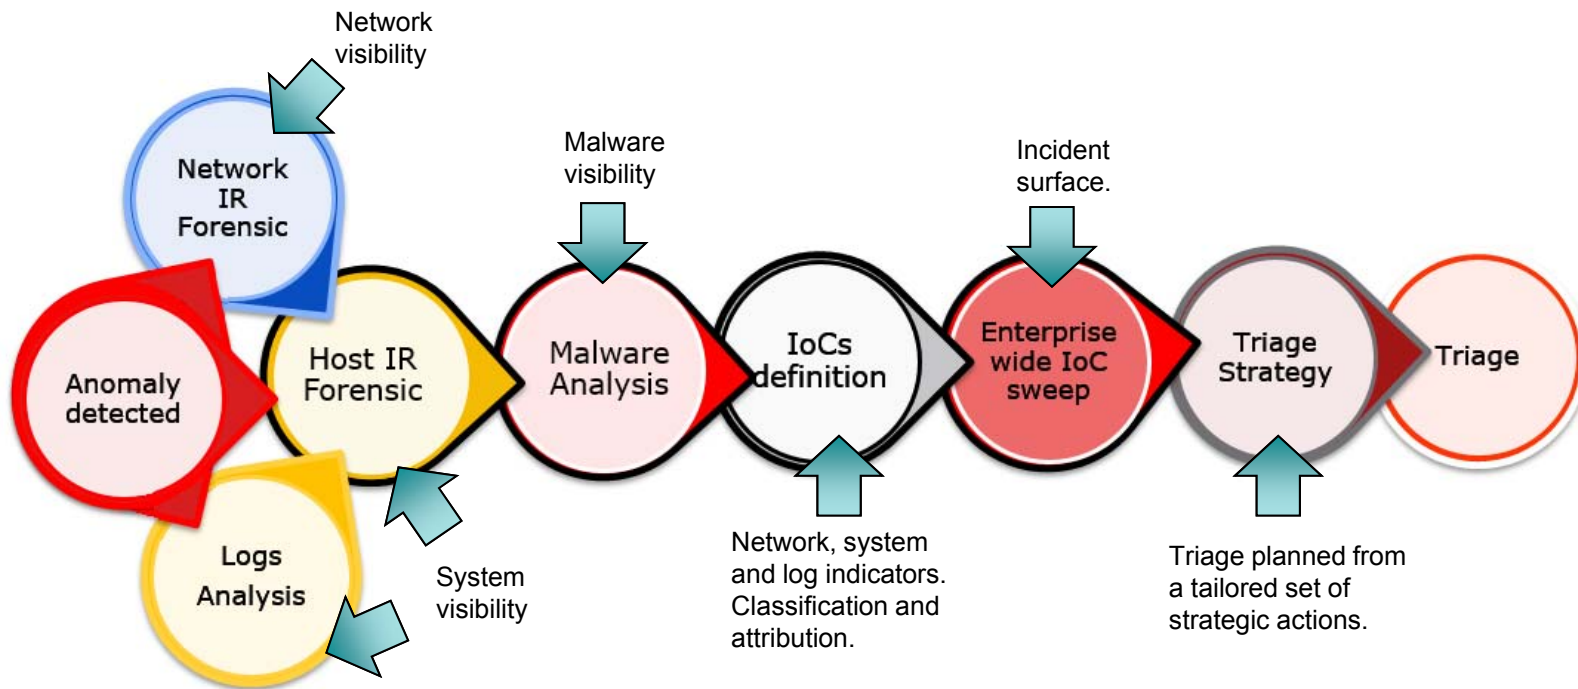 Network
visibility
Network
IR
Forensic
Anomaly
detected
Logs
Analysis
Host IR
Forensic
System
visibility
Malware
visibility
Malware
Analysis
IoCs
definition
Network, system
and log indicators.
Classification and
attribution.
Incident
surface.
Enterprise
wide IoC
sweep
Triage
Strategy
Triage planned from
a tailored set of
strategic actions.
Triage